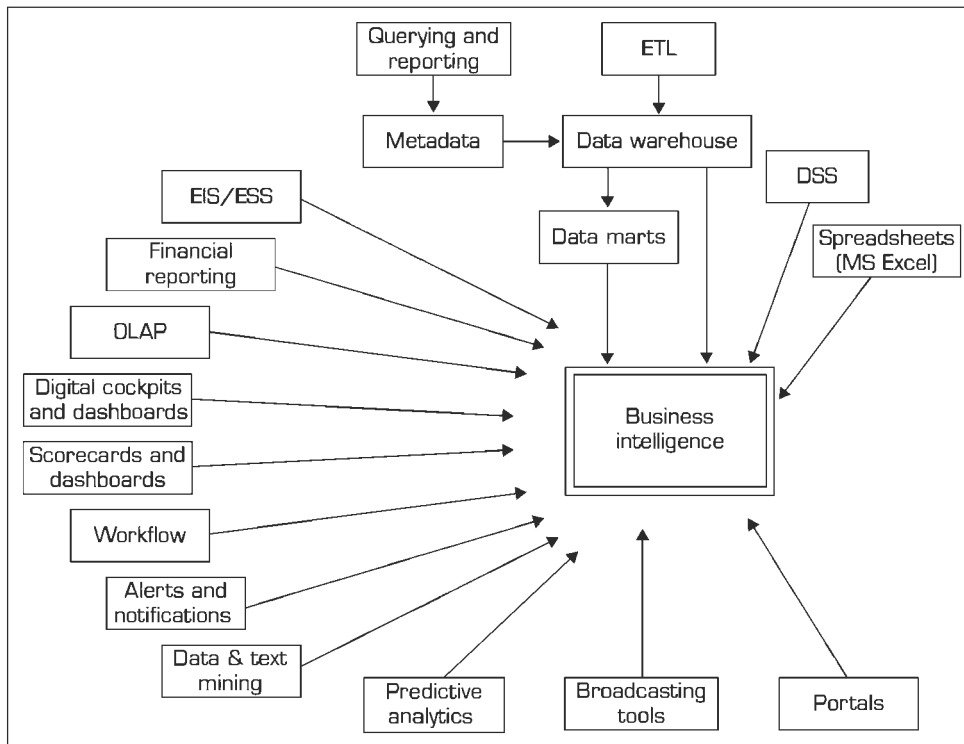 Querying and
reporting
ETL
Metadata
Data warehouse
DSS
EIS/ESS
Data marts
Spreadsheets
(MS Excel)
Financial
reporting
OLAP
Digital cockpits
and dashboards
Business
intelligence
Scorecards and
dashboards
Workflow
Alerts and
notifications
Data & text
mining
Predictive
analytics
Broadcasting
tools
Portals